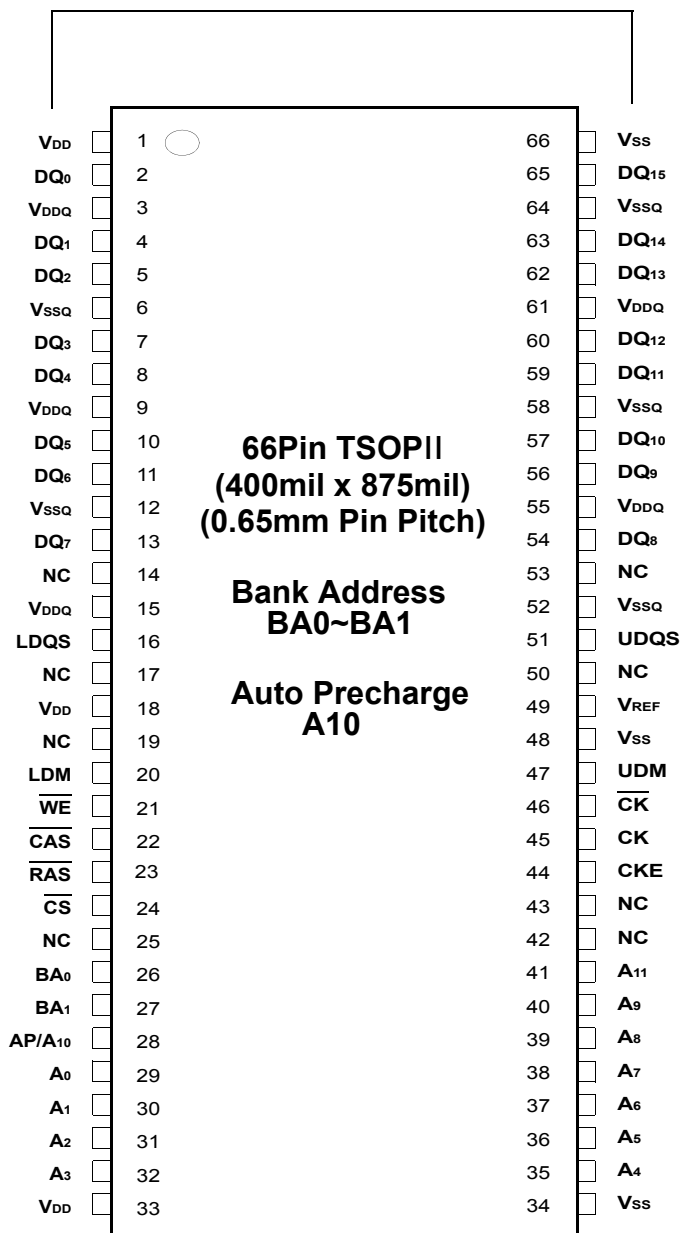 VDD 1 66 VSS
DQ0 2 65 DQ15
VDDQ 3 64 VSSQ
DQ1 4 63 DQ14
DQ2 5 62 DQ13
VSSQ 6 61 VDDQ
DQ3 7 60 DQ12
DQ4 8 59 DQ11
VDDQ 9 58 VSSQ
DQ5 10 57 DQ10
DQ6 11 56 DQ9
VSSQ 12 55 VDDQ
DQ7 13 54 DQ8
NC 14 53 NC
VDDQ 15 52 VSSQ
LDQS 16 51 UDQS
NC 17 50 NC
VDD 18 49 VREF
NC 19 48 VSS
LDM 20 47 UDM
W̅E̅ 21 46 C̅K̅
C̅A̅S̅ 22 45 CK
R̅A̅S̅ 23 44 CKE
C̅S̅ 24 43 NC
NC 25 42 NC
BA0 26 41 A11
BA1 27 40 A9
AP/A10 28 39 A8
A0 29 38 A7
A1 30 37 A6
A2 31 36 A5
A3 32 35 A4
VDD 33 34 VSS
66Pin TSOPII
(400mil x 875mil)
(0.65mm Pin Pitch)
Bank Address
BA0~BA1
Auto Precharge
A10